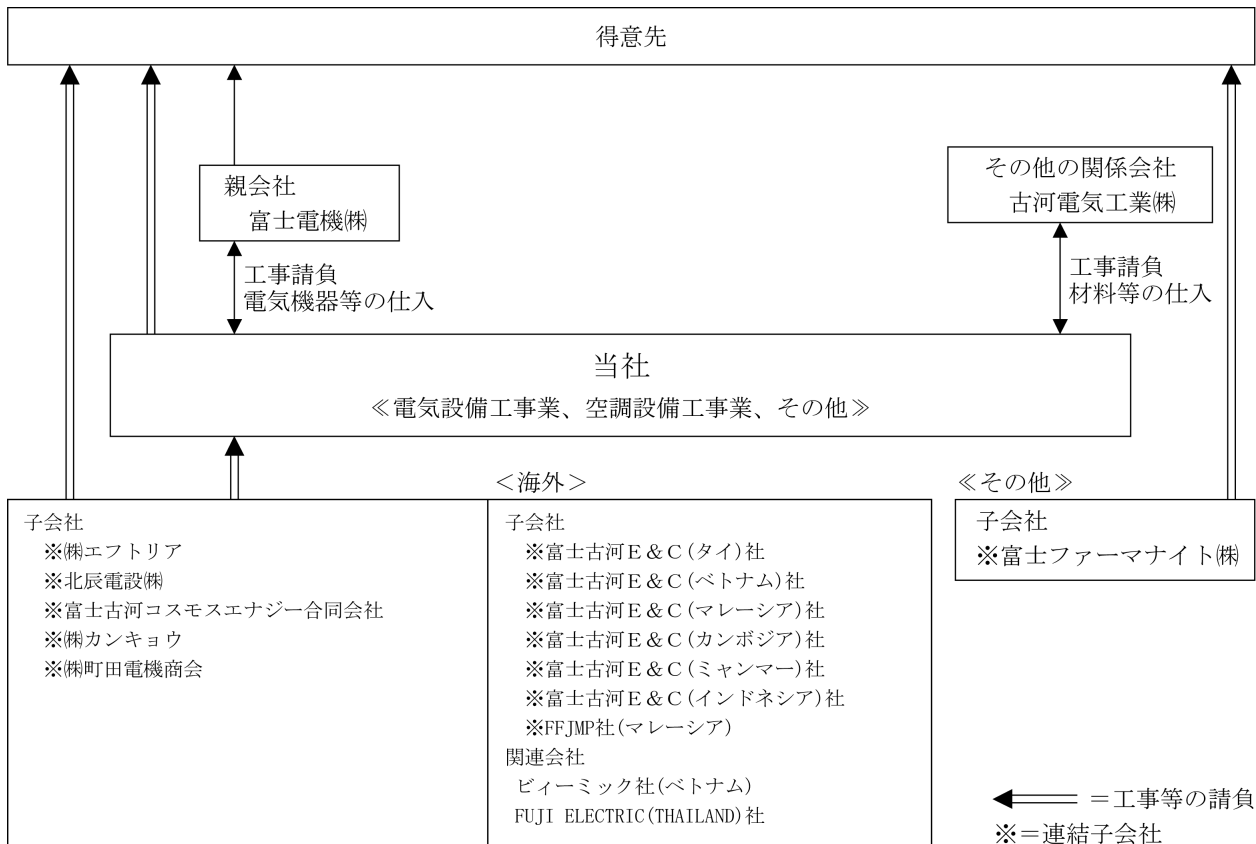 得意先
親会社
富士電機㈱
その他の関係会社
古河電気工業㈱
工事請負
電気機器等の仕入
工事請負
材料等の仕入
当社
≪電気設備工事業、空調設備工事業、その他≫
＜海外＞
≪その他≫
子会社
※㈱エフトリア
※北辰電設㈱
※富士古河コスモスエナジー合同会社
※㈱カンキョウ
※㈱町田電機商会
子会社
※富士古河Ｅ＆Ｃ(タイ)社
※富士古河Ｅ＆Ｃ(ベトナム)社
※富士古河Ｅ＆Ｃ(マレーシア)社
※富士古河Ｅ＆Ｃ(カンボジア)社
※富士古河Ｅ＆Ｃ(ミャンマー)社
※富士古河Ｅ＆Ｃ(インドネシア)社
※FFJMP社(マレーシア)
関連会社
ビィーミック社(ベトナム)
FUJI ELECTRIC(THAILAND)社
子会社
※富士ファーマナイト㈱
＝工事等の請負
※＝連結子会社